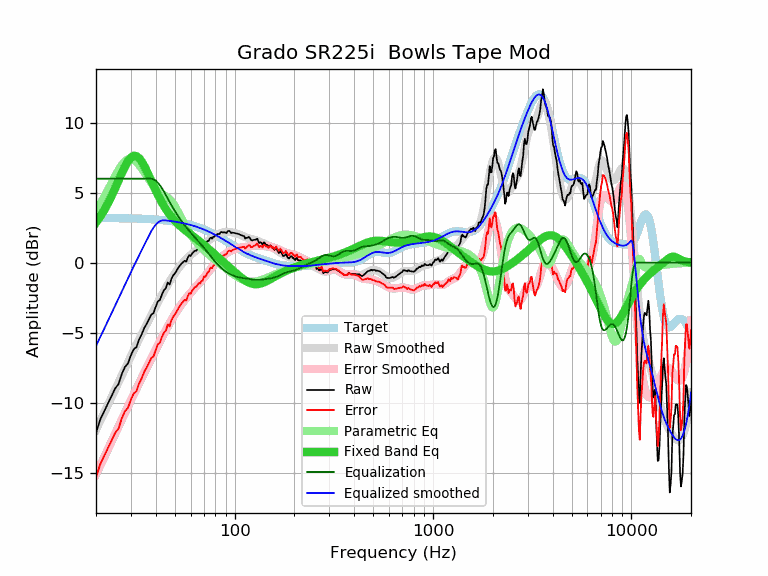 Grado SR225i  Bowls Tape Mod
10
5
0
−5
−10
−15
Amplitude (dBr)
Target
Raw Smoothed
Error Smoothed
Raw
Error
Parametric Eq
Fixed Band Eq
Equalization
Equalized smoothed
100 1000 10000
Frequency (Hz)